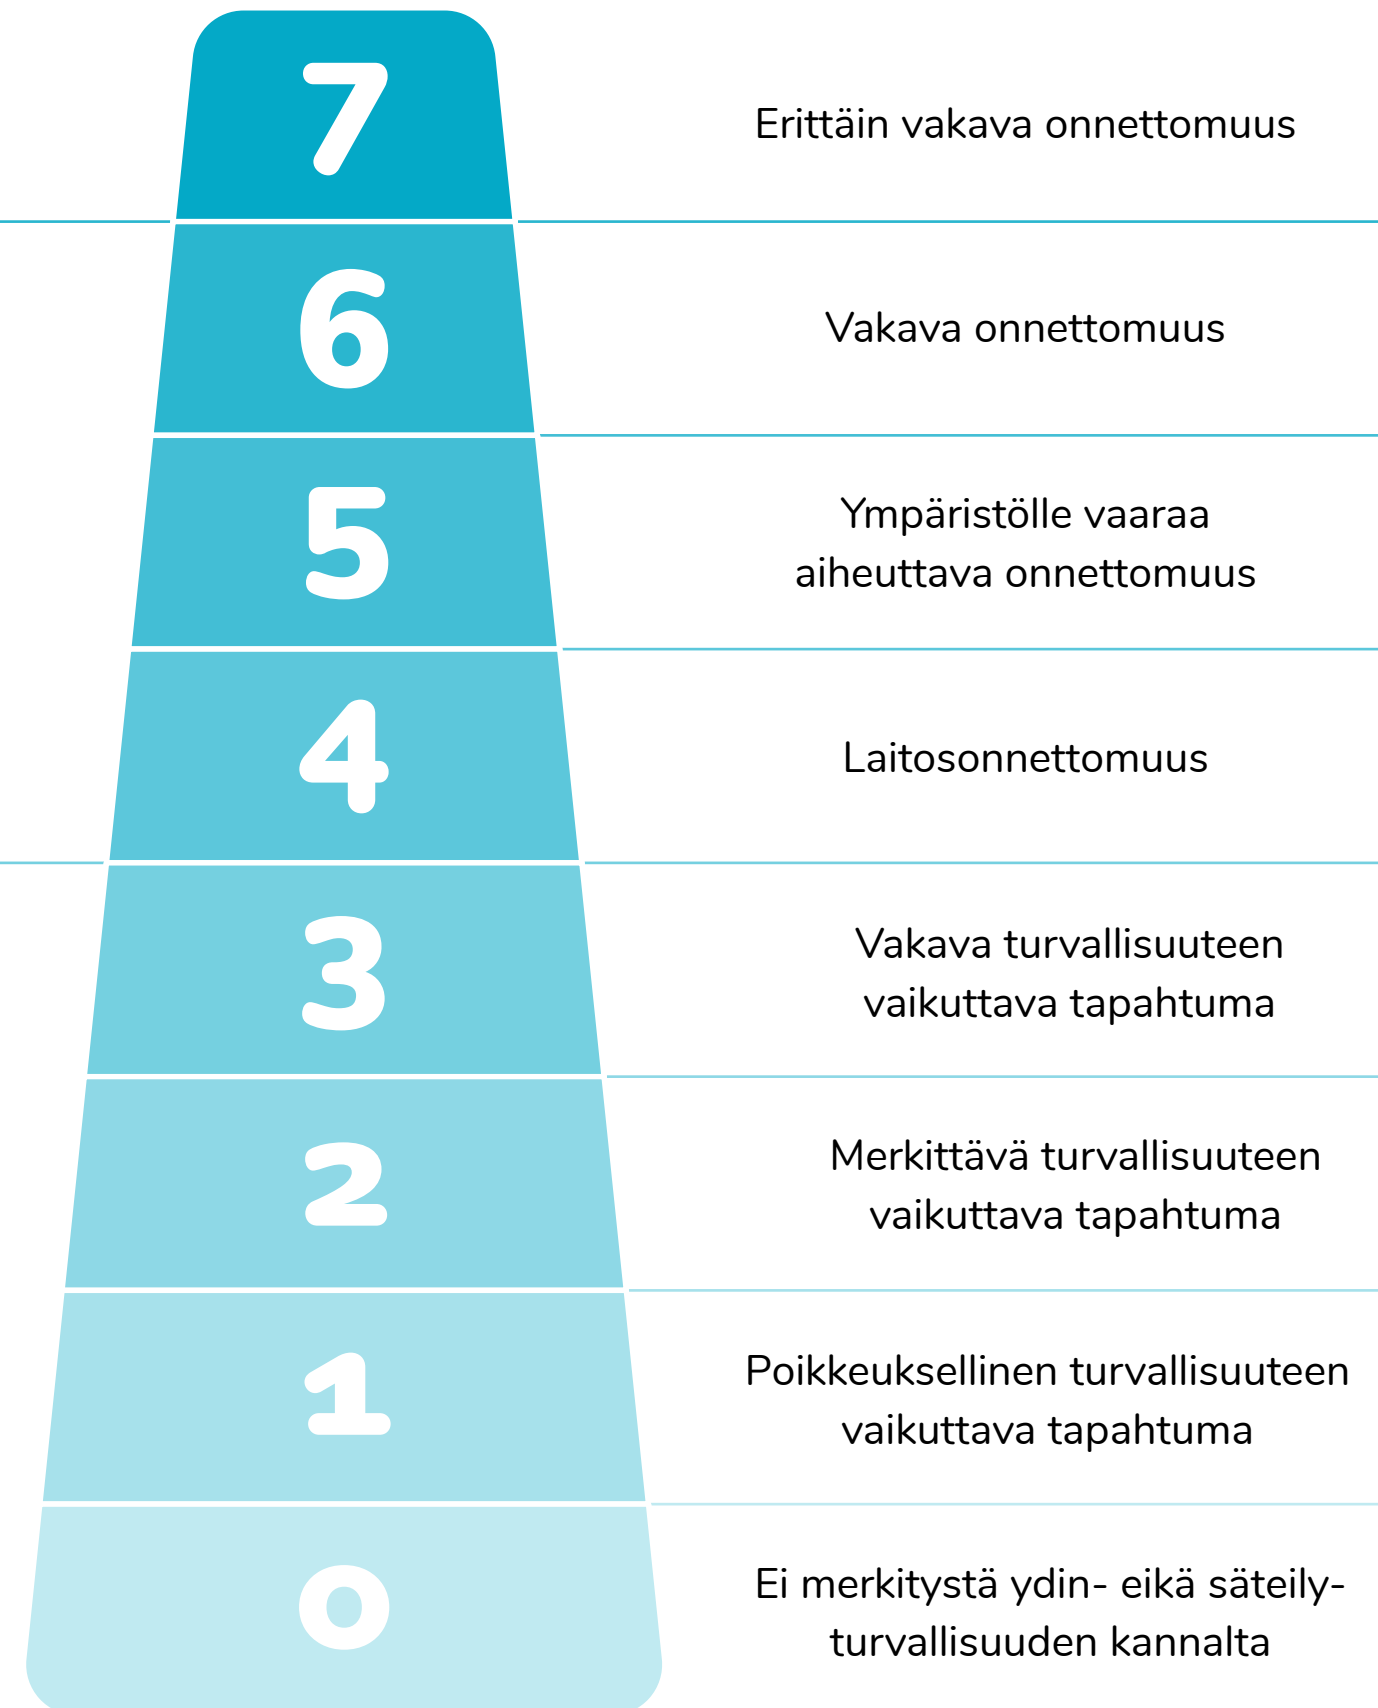 7
Erittäin vakava onnettomuus
6
Vakava onnettomuus
5
Ympäristölle vaaraa
aiheuttava onnettomuus
4
Laitosonnettomuus
3
Vakava turvallisuuteen
vaikuttava tapahtuma
2
Merkittävä turvallisuuteen
vaikuttava tapahtuma
1
Poikkeuksellinen turvallisuuteen
vaikuttava tapahtuma
0
Ei merkitystä ydin- eikä säteily-
turvallisuuden kannalta